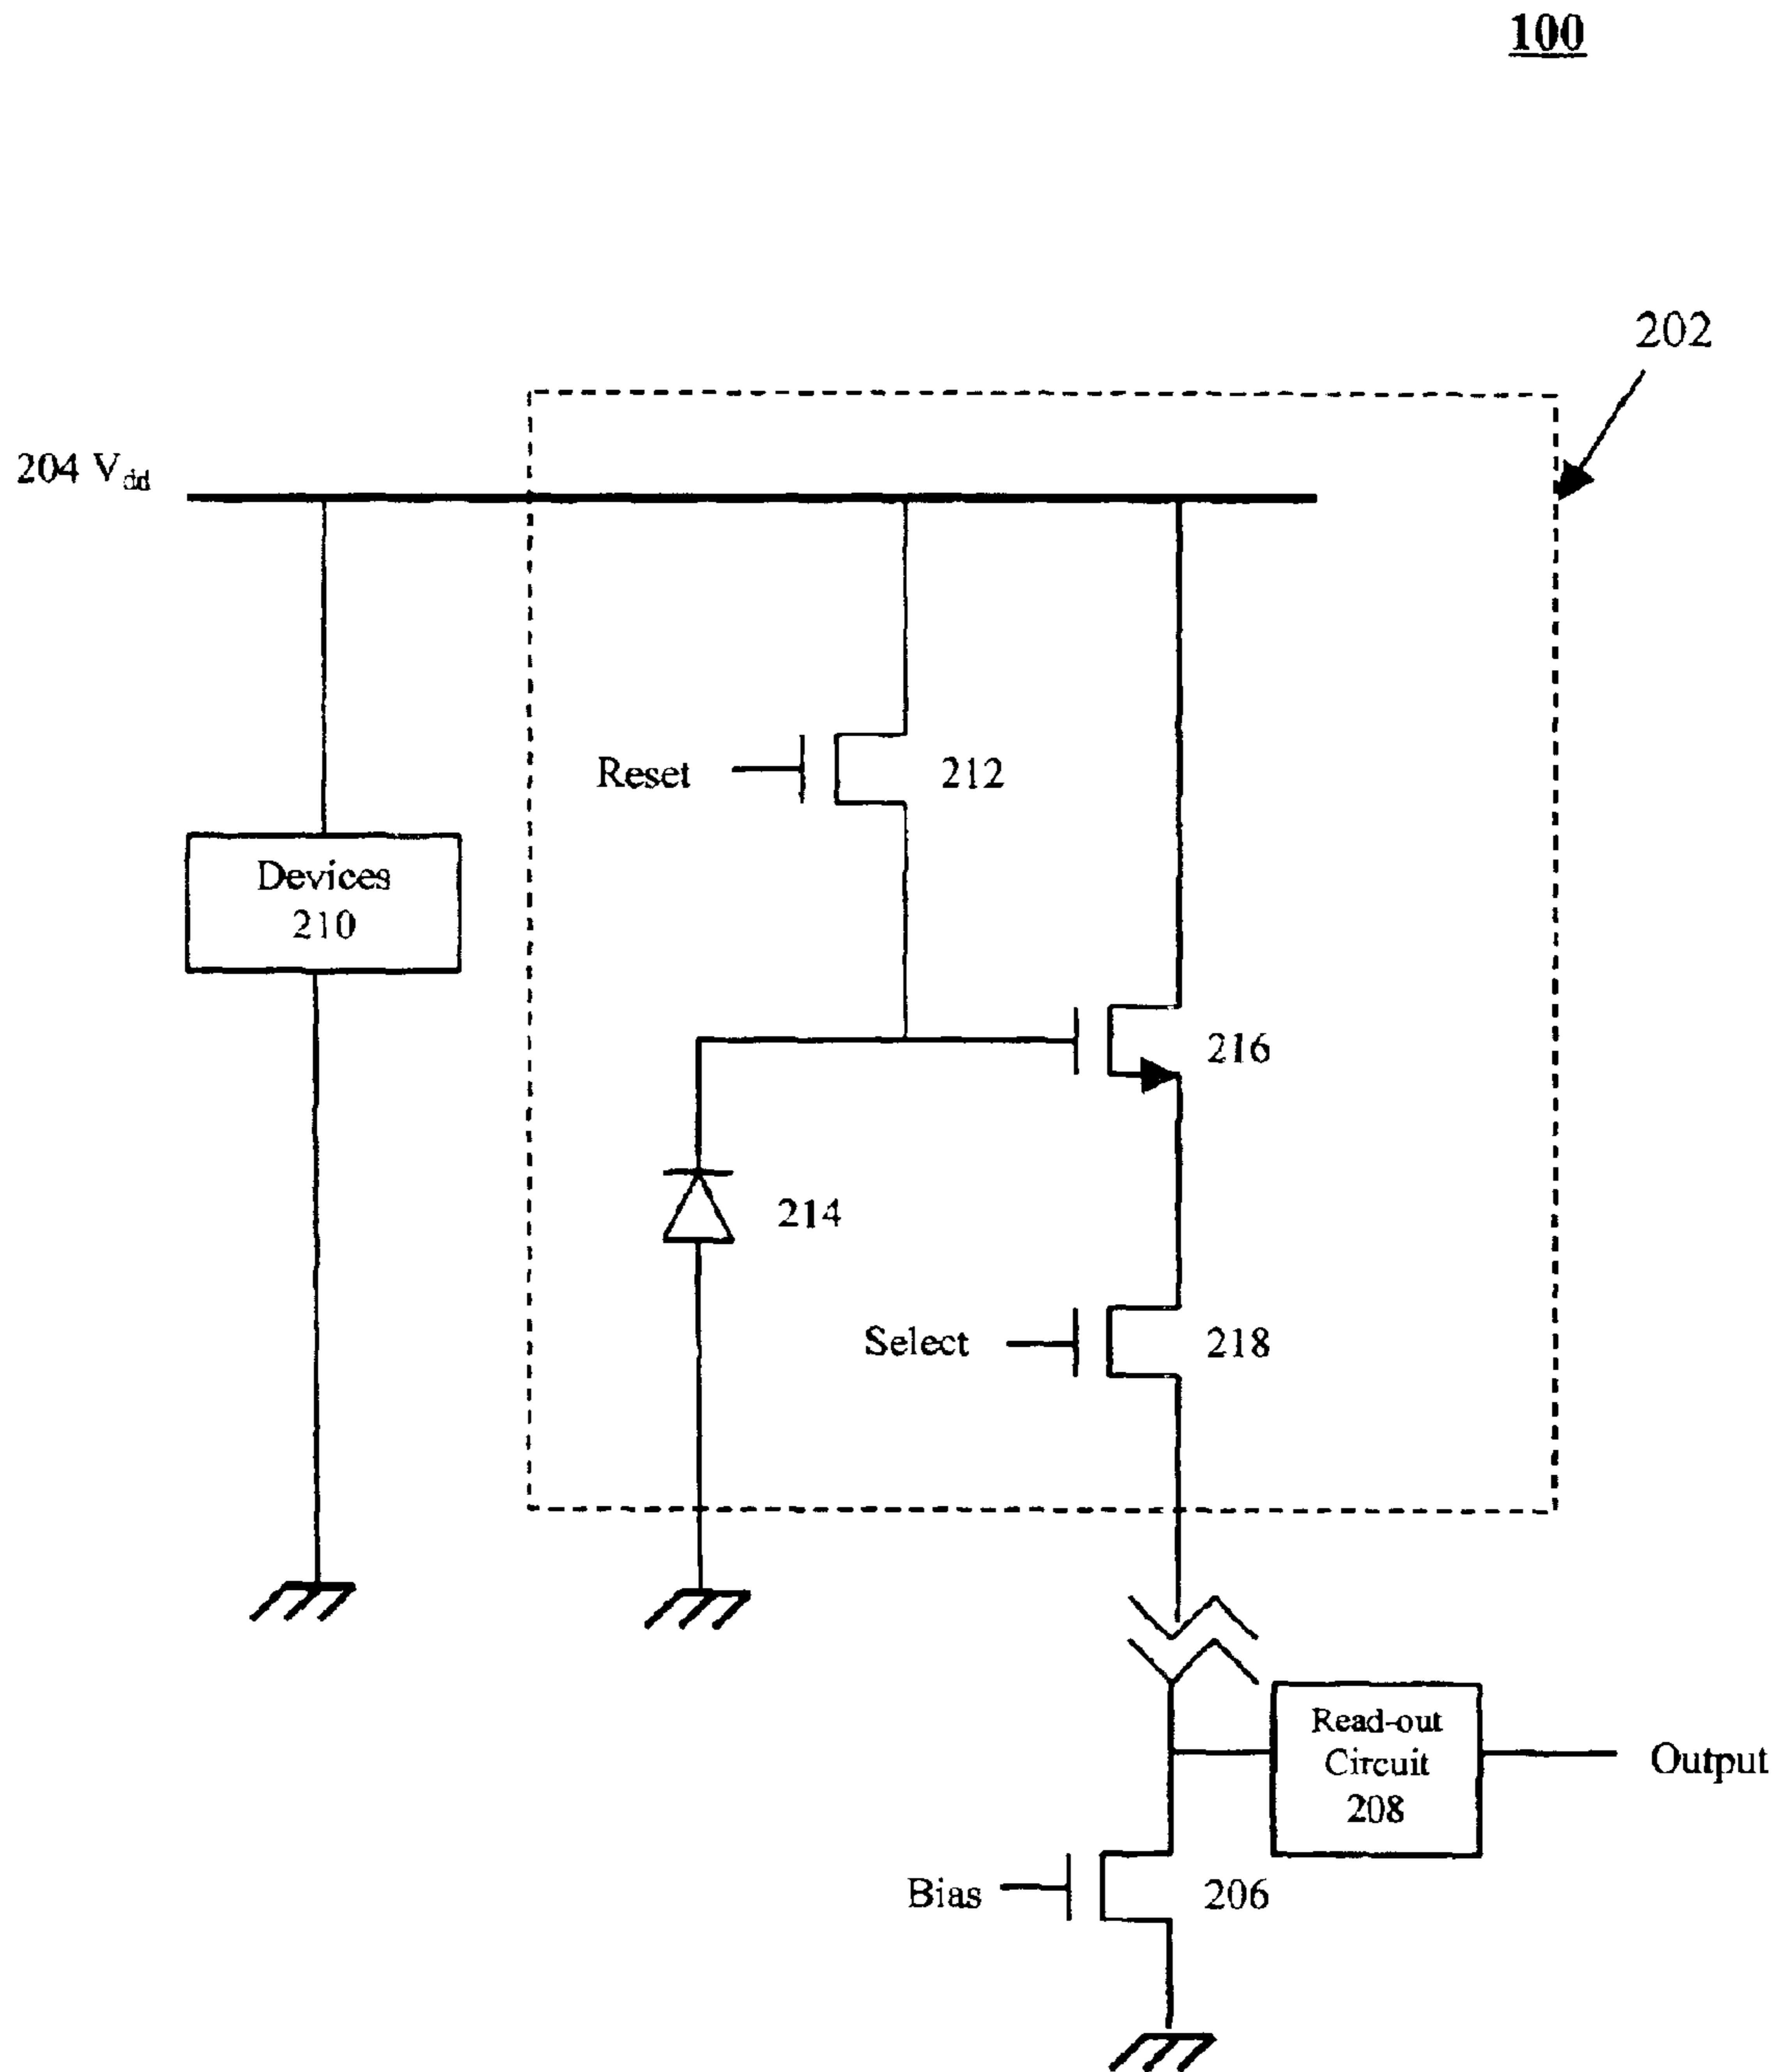 100
202
204 Vdd
Reset
212
Devices
210
216
214
Select
218
Read-out
Circuit
208
Output
Bias
206